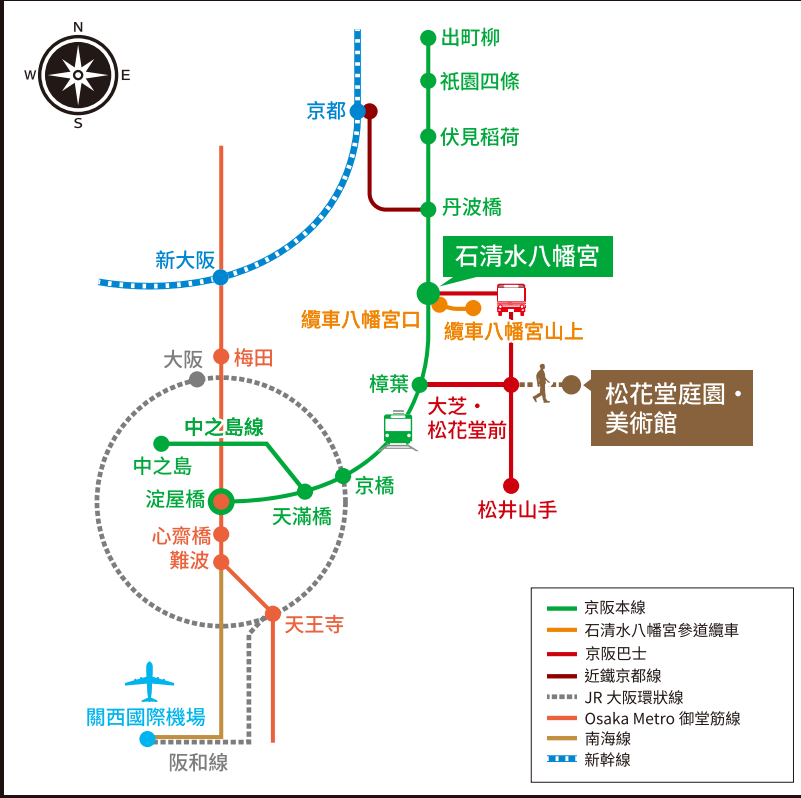 N
W
E
S
出町柳
祇園四條
京都
伏見稻荷
丹波橋
新大阪
石清水八幡宮
纜車八幡宮口
纜車八幡宮山上
大阪
梅田
樟葉
大芝・
松花堂前
松花堂庭園・
美術館
中之島線
中之島
京橋
淀屋橋
天滿橋
松井山手
心齋橋
難波
天王寺
關西國際機場
阪和線
京阪本線
石清水八幡宮參道纜車
京阪巴士
近鐵京都線
JR 大阪環狀線
Osaka Metro 御堂筋線
南海線
新幹線